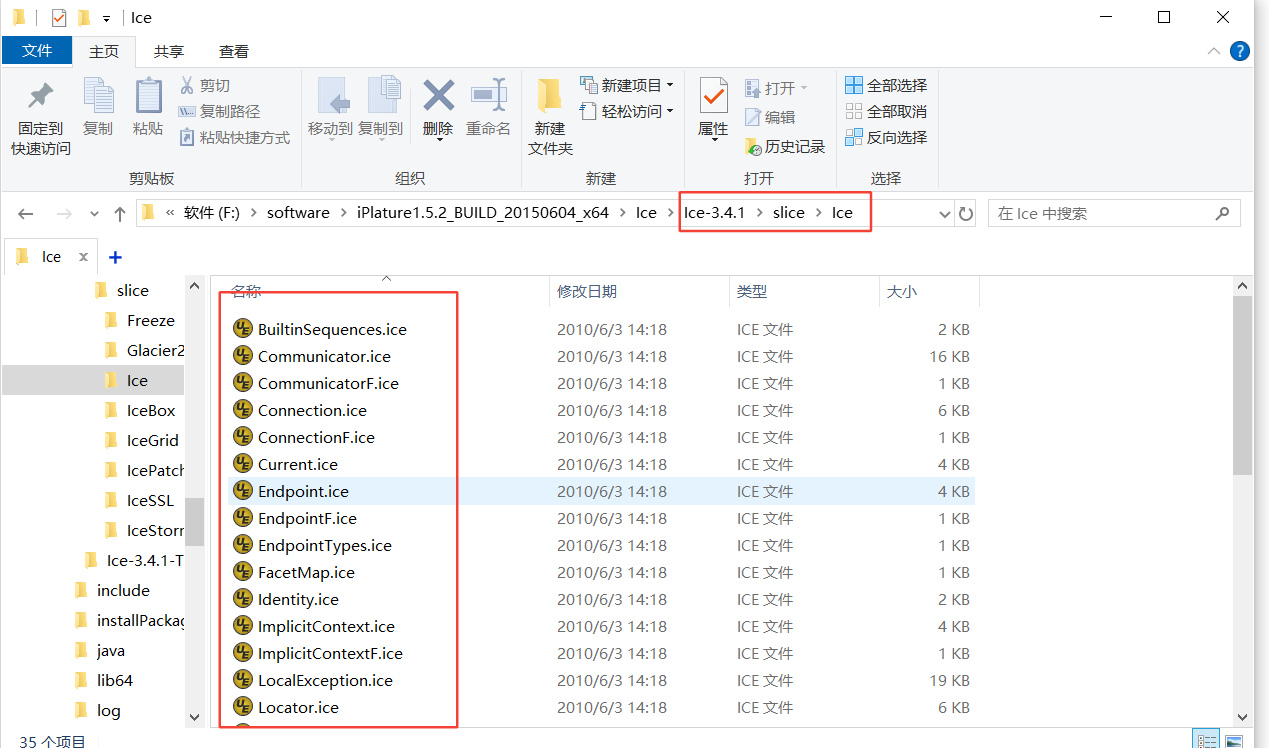 Ice
文件 主页 共享 查看
固定到 快速访问
复制
粘贴
剪切
复制路径
粘贴快捷方式
剪贴板
移动到
复制到
删除
重命名
组织
新建 文件夹
新建项目
轻松访问
新建
属性
打开
编辑
历史记录
打开
全部选择
全部取消
反向选择
选择
« 软件 (F:) > software > iPlature1.5.2_BUILD_20150604_x64 > Ice > Ice-3.4.1 > slice > Ice
在 Ice 中搜索
Ice x +
slice
Freeze
Glacier2
Ice
IceBox
IceGrid
IcePatch
IceSSL
IceStorr
Ice-3.4.1-T
include
installPackag
java
lib64
log
名称 修改日期 类型 大小
BuiltinSequences.ice 2010/6/3 14:18 ICE 文件 2 KB
Communicator.ice 2010/6/3 14:18 ICE 文件 16 KB
CommunicatorF.ice 2010/6/3 14:18 ICE 文件 1 KB
Connection.ice 2010/6/3 14:18 ICE 文件 6 KB
ConnectionF.ice 2010/6/3 14:18 ICE 文件 1 KB
Current.ice 2010/6/3 14:18 ICE 文件 4 KB
Endpoint.ice 2010/6/3 14:18 ICE 文件 4 KB
EndpointF.ice 2010/6/3 14:18 ICE 文件 1 KB
EndpointTypes.ice 2010/6/3 14:18 ICE 文件 1 KB
FacetMap.ice 2010/6/3 14:18 ICE 文件 1 KB
Identity.ice 2010/6/3 14:18 ICE 文件 2 KB
ImplicitContext.ice 2010/6/3 14:18 ICE 文件 4 KB
ImplicitContextF.ice 2010/6/3 14:18 ICE 文件 1 KB
LocalException.ice 2010/6/3 14:18 ICE 文件 19 KB
Locator.ice 2010/6/3 14:18 ICE 文件 6 KB
35 个项目